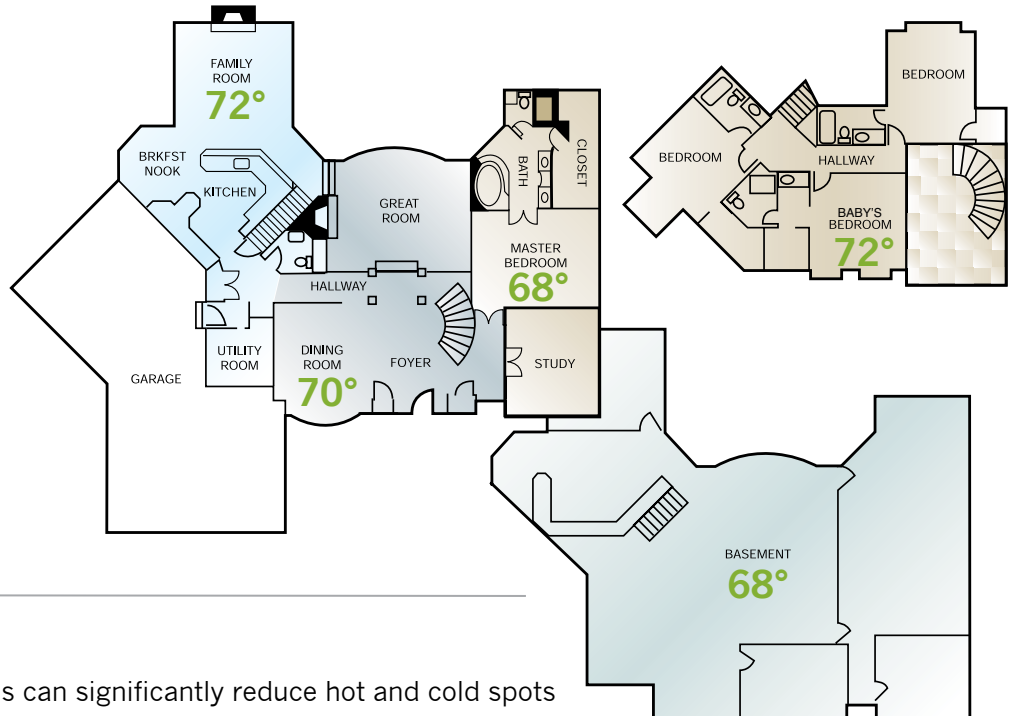 FAMILY
ROOM
72°
BRKFST
NOOK
KITCHEN
GREAT
ROOM
BATH
CLOSET
MASTER
BEDROOM
68°
HALLWAY
UTILITY
ROOM
DINING
ROOM
70°
FOYER
STUDY
GARAGE
BEDROOM
BEDROOM
HALLWAY
BABY'S
BEDROOM
72°
BASEMENT
68°
s can significantly reduce hot and cold spots